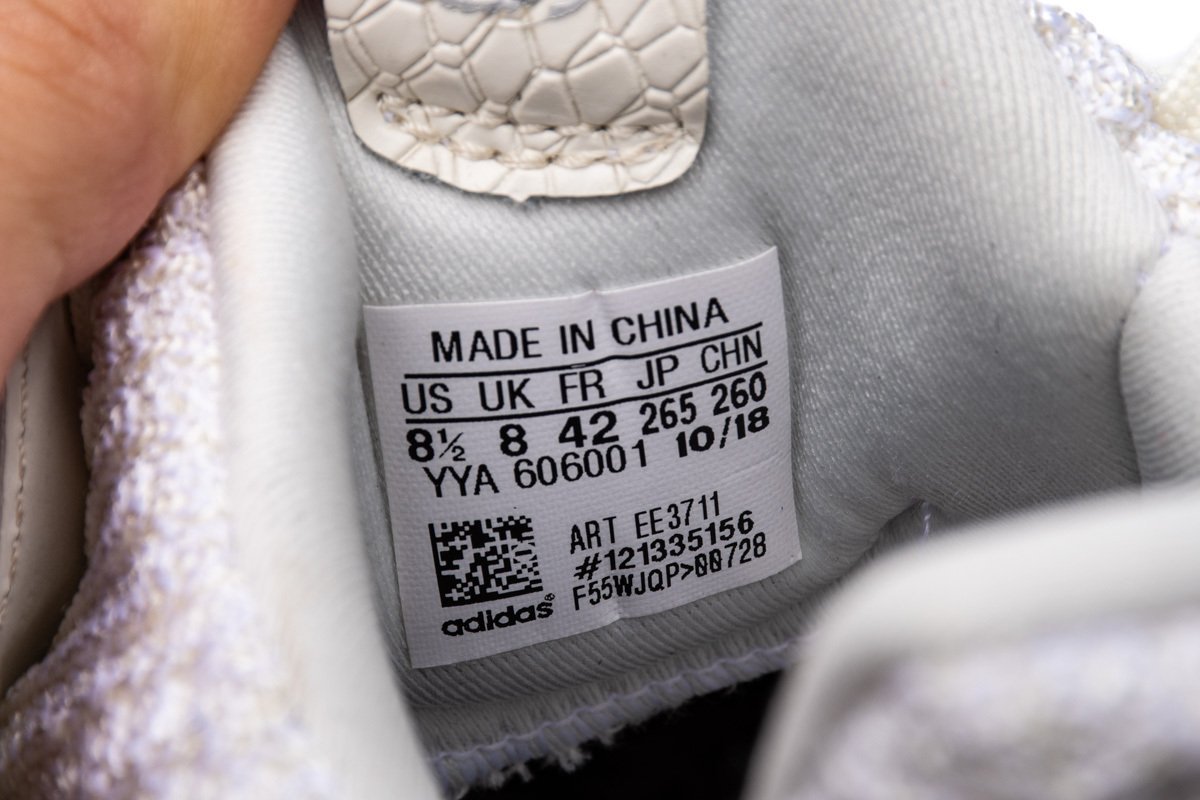 MADE IN CHINA
US UK FR JP CHN
8½ 8 42 265 260
YYA 606001 10/18
ART EE3711
#121335156
F55WJQP>00728
adidas®